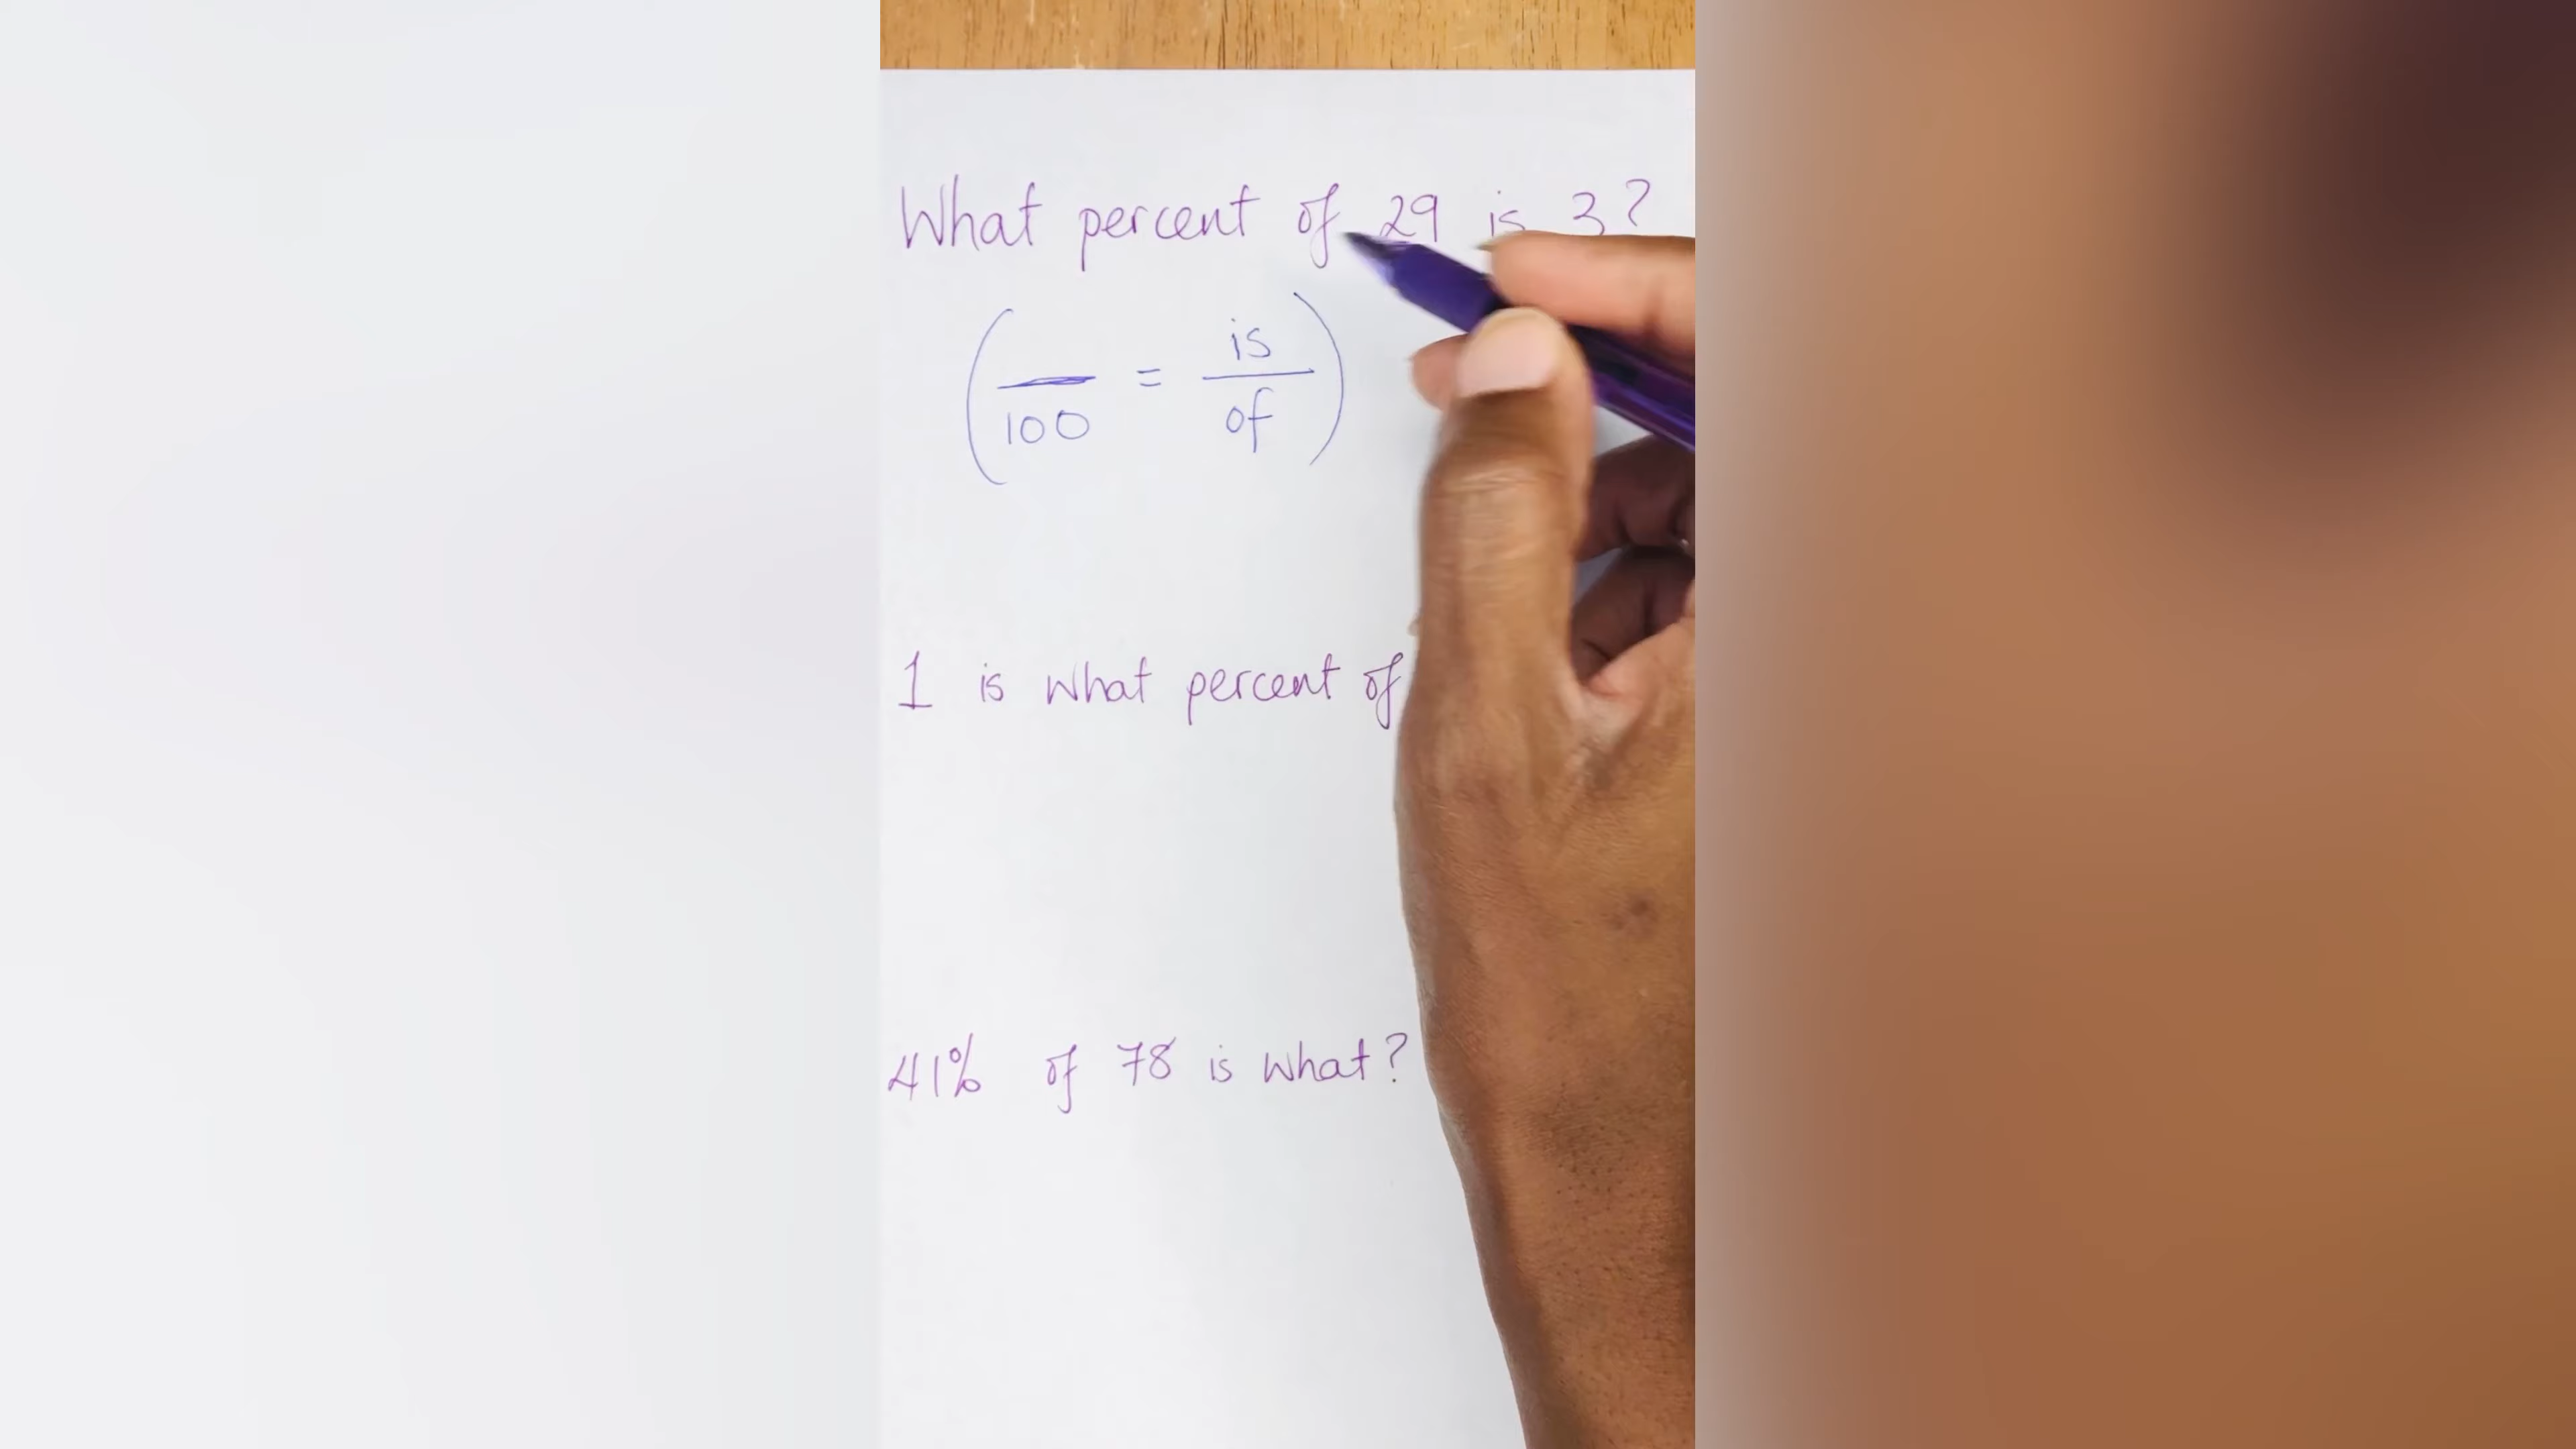 What percent of 29 is 3?
( __ / 100 = is / of )
1 is what percent of
41% of 78 is what?